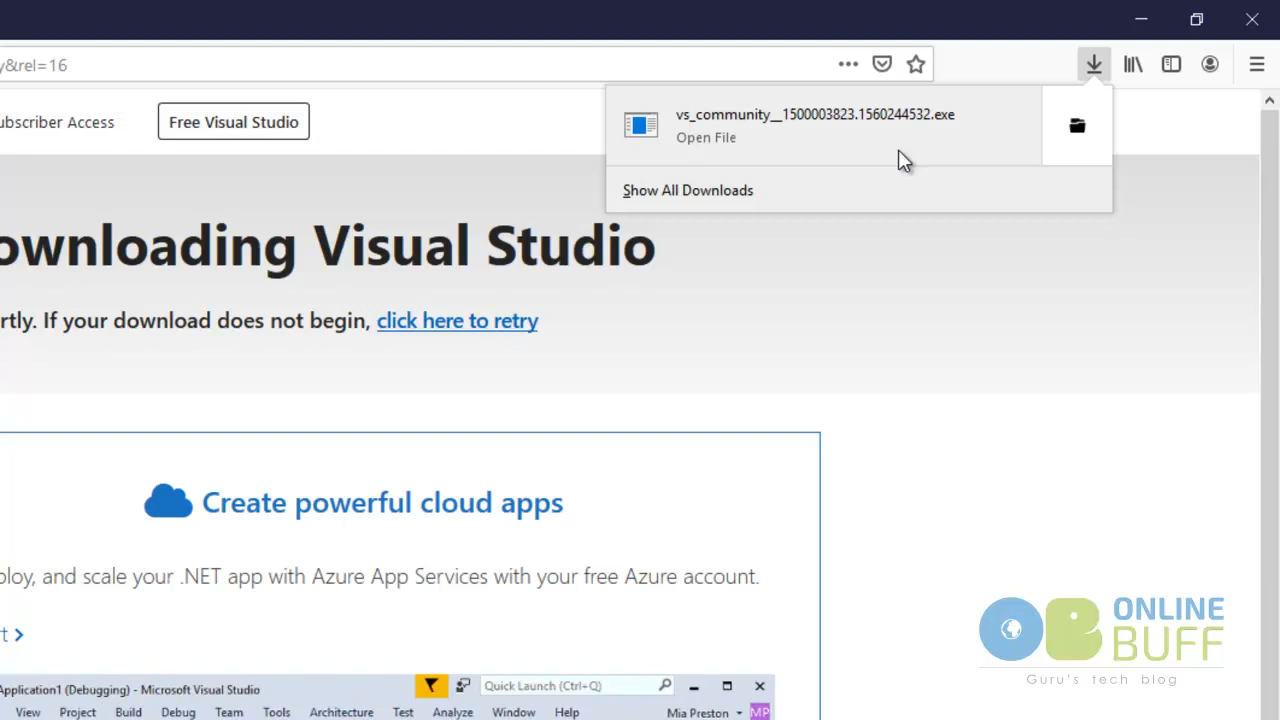 y&rel=16
ubscriber Access
Free Visual Studio
vs_community__1500003823.1560244532.exe
Open File
Show All Downloads
ownloading Visual Studio
rtly. If your download does not begin, click here to retry
Create powerful cloud apps
ploy, and scale your .NET app with Azure App Services with your free Azure account.
t
Application1 (Debugging) - Microsoft Visual Studio
Quick Launch (Ctrl+Q)
View Project Build Debug Team Tools Architecture Test Analyze Window Help
Mia Preston MP
OB ONLINE
BUFF
Guru's tech blog